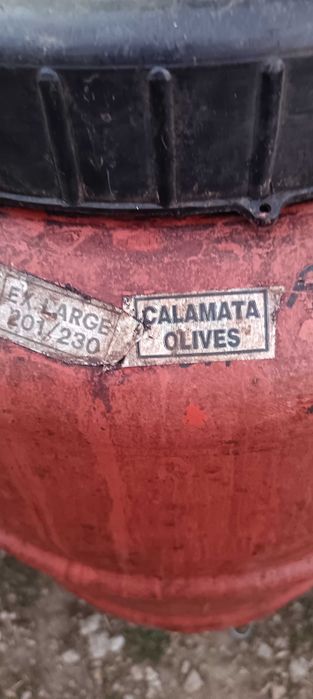 EX.LARGE
201/230
CALAMATA
OLIVES